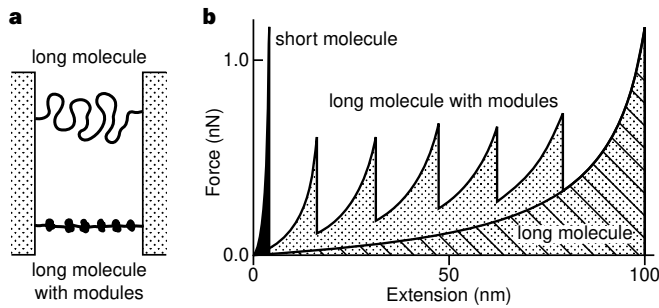 a
long molecule
long molecule
with modules
b
short molecule
long molecule with modules
long molecule
Force (nN)
1.0
0.0
0
50
100
Extension (nm)